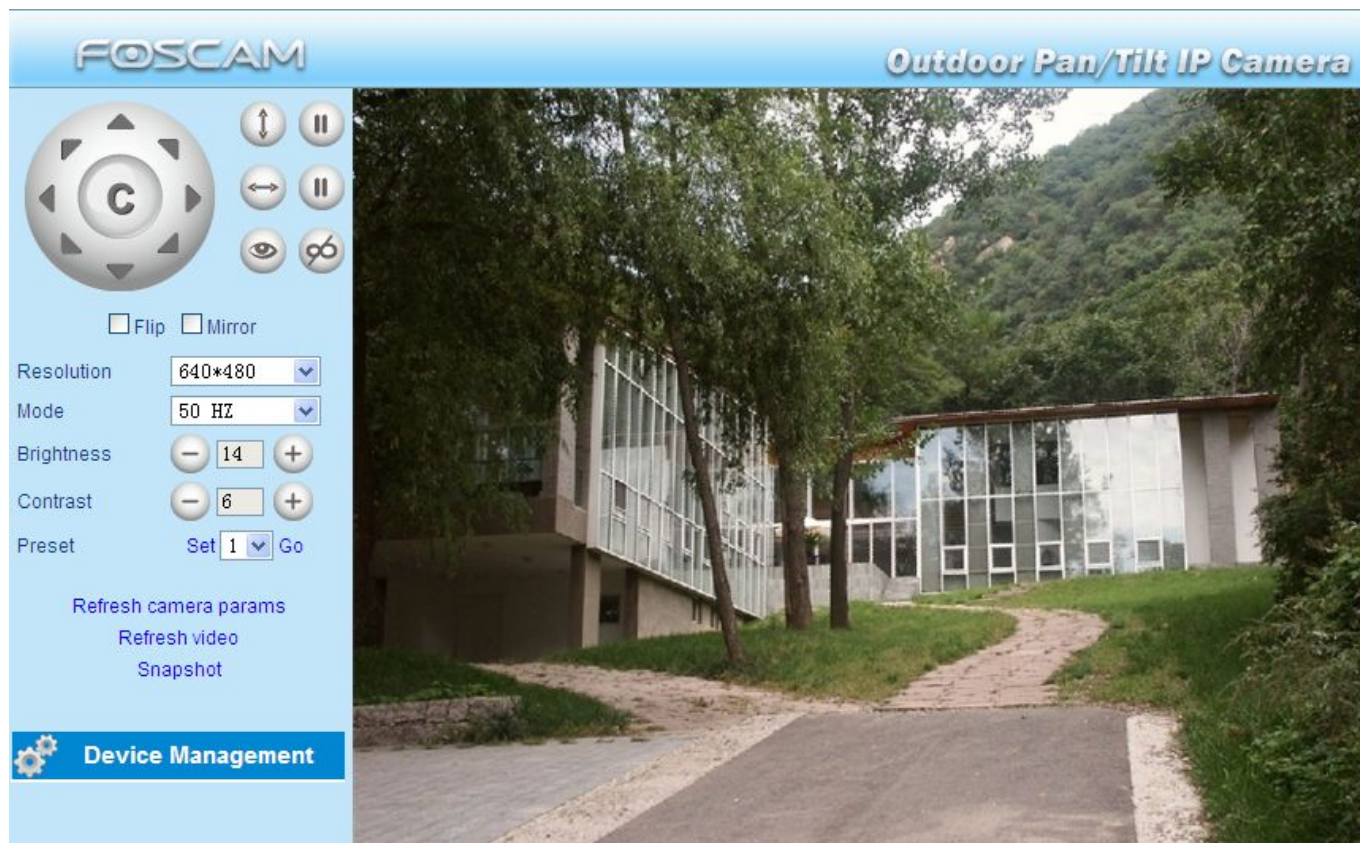 FOSCAM
Outdoor Pan/Tilt IP Camera
C
Flip Mirror
Resolution 640*480
Mode 50 HZ
Brightness 14
Contrast 6
Preset Set 1 Go
Refresh camera params
Refresh video
Snapshot
Device Management